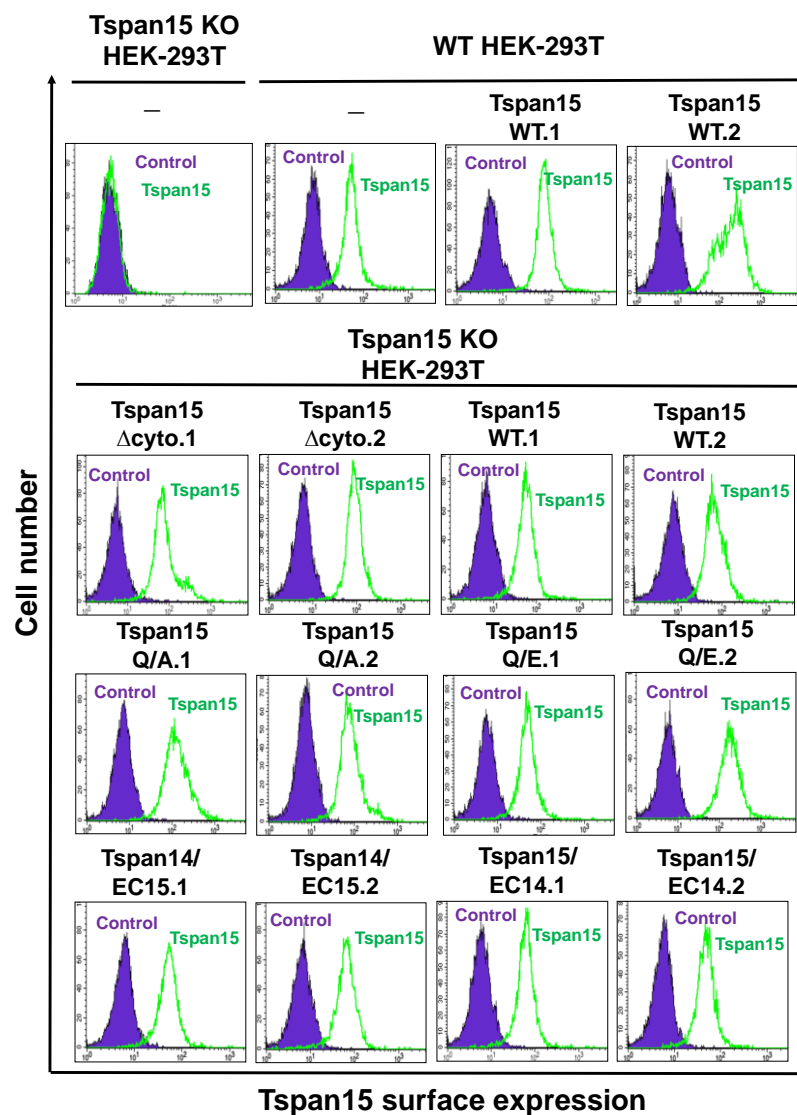 Tspan15 KO
HEK-293T
WT HEK-293T
–
–
Tspan15
WT.1
Tspan15
WT.2
Control
Tspan15
Control
Tspan15
Control
Tspan15
Control
Tspan15
Tspan15 KO
HEK-293T
Tspan15
Δcyto.1
Tspan15
Δcyto.2
Tspan15
WT.1
Tspan15
WT.2
Control
Tspan15
Control
Tspan15
Control
Tspan15
Control
Tspan15
Tspan15
Q/A.1
Tspan15
Q/A.2
Tspan15
Q/E.1
Tspan15
Q/E.2
Control
Tspan15
Control
Tspan15
Control
Tspan15
Control
Tspan15
Tspan14/
EC15.1
Tspan14/
EC15.2
Tspan15/
EC14.1
Tspan15/
EC14.2
Control
Tspan15
Control
Tspan15
Control
Tspan15
Control
Tspan15
Cell number
Tspan15 surface expression